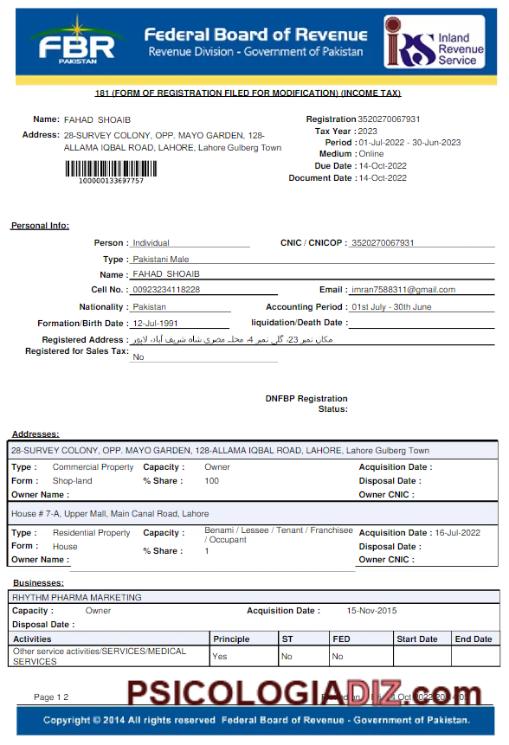 FBR
PAKISTAN
Federal Board of Revenue
Revenue Division - Government of Pakistan
IRS
Inland
Revenue
Service
181 (FORM OF REGISTRATION FILED FOR MODIFICATION) (INCOME TAX)
Name: FAHAD SHOAIB
Address: 28-SURVEY COLONY, OPP. MAYO GARDEN, 128-
ALLAMA IQBAL ROAD, LAHORE, Lahore Gulberg Town
100000133697757
Registration 3520270067931
Tax Year : 2023
Period : 01-Jul-2022 - 30-Jun-2023
Medium : Online
Due Date : 14-Oct-2022
Document Date : 14-Oct-2022
Personal Info:
Person : Individual CNIC / CNICOP : 3520270067931
Type : Pakistani Male
Name : FAHAD SHOAIB
Cell No. : 00923234118228 Email : imran7588311@gmail.com
Nationality : Pakistan Accounting Period : 01st July - 30th June
Formation/Birth Date : 12-Jul-1991 liquidation/Death Date :
Registered Address : مکان نمبر 23، گلی نمبر 4، محلہ مصری شاہ شریف آباد، لاہور
Registered for Sales Tax: No
DNFBP Registration
Status:
Addresses:
28-SURVEY COLONY, OPP. MAYO GARDEN, 128-ALLAMA IQBAL ROAD, LAHORE, Lahore Gulberg Town
Type : Commercial Property Capacity : Owner Acquisition Date :
Form : Shop-land % Share : 100 Disposal Date :
Owner Name : Owner CNIC :
House # 7-A, Upper Mall, Main Canal Road, Lahore
Type : Residential Property Capacity : Benami / Lessee / Tenant / Franchisee / Occupant Acquisition Date : 16-Jul-2022
Form : House % Share : 1 Disposal Date :
Owner Name : Owner CNIC :
Businesses:
RHYTHM PHARMA MARKETING
Capacity : Owner Acquisition Date : 15-Nov-2015
Disposal Date :
Activities Principle ST FED Start Date End Date
Other service activities/SERVICES/MEDICAL
SERVICES Yes No No
Page 1 2
PSICOLOGIADIZ.com
Copyright © 2014 All rights reserved Federal Board of Revenue - Government of Pakistan.